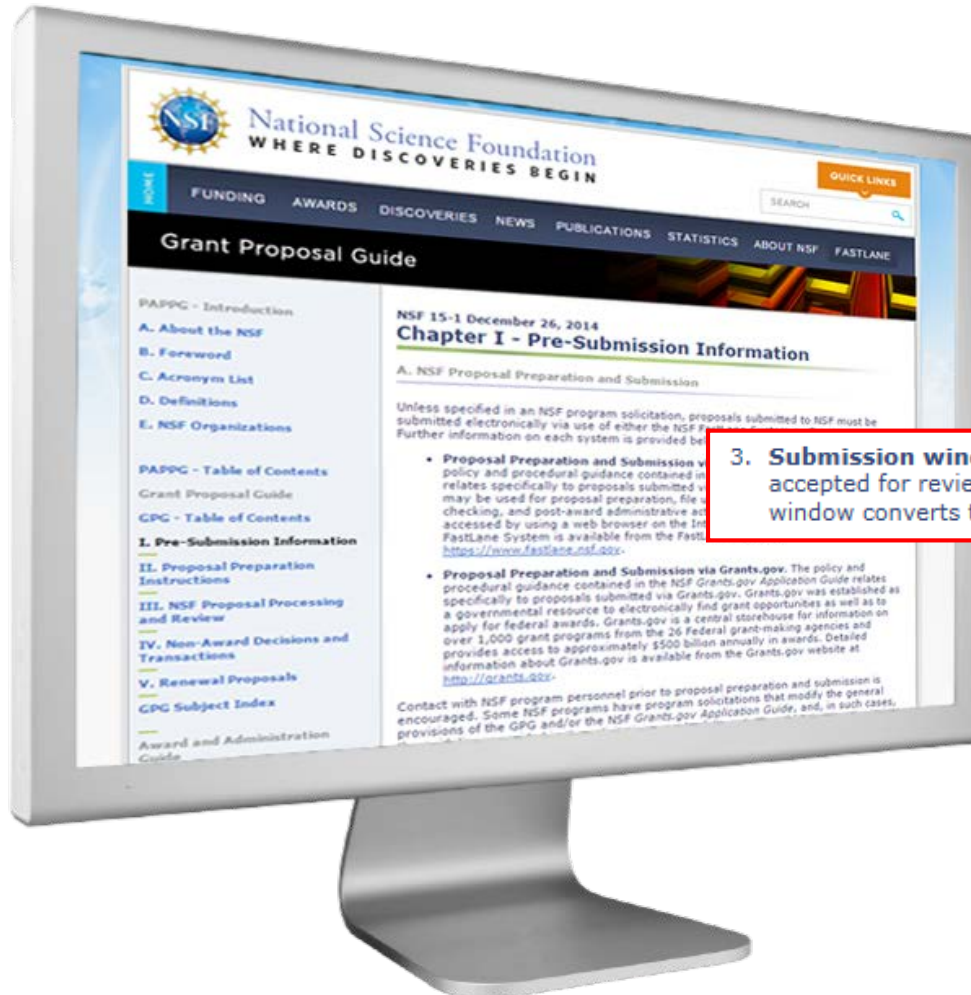 NSF
National Science Foundation
WHERE DISCOVERIES BEGIN
QUICK LINKS
SEARCH
HOME
FUNDING AWARDS DISCOVERIES NEWS PUBLICATIONS STATISTICS ABOUT NSF FASTLANE
Grant Proposal Guide
PAPPG - Introduction
A. About the NSF
B. Foreword
C. Acronym List
D. Definitions
E. NSF Organizations
PAPPG - Table of Contents
Grant Proposal Guide
GPG - Table of Contents
I. Pre-Submission Information
II. Proposal Preparation
Instructions
III. NSF Proposal Processing
and Review
IV. Non-Award Decisions and
Transactions
V. Renewal Proposals
GPG Subject Index
Award and Administration
Guide
NSF 15-1 December 26, 2014
Chapter I - Pre-Submission Information
A. NSF Proposal Preparation and Submission
Unless specified in an NSF program solicitation, proposals submitted to NSF must be
submitted electronically via use of either the NSF
Further information on each system is provided
• Proposal Preparation and Submission
policy and procedural guidance contained in
relates specifically to proposals submitted
may be used for proposal preparation, file
checking, and post-award administrative
accessed by using a web browser on the
FastLane System is available from the
https://www.fastlane.nsf.gov.
• Proposal Preparation and Submission via Grants.gov. The policy and
procedural guidance contained in the NSF Grants.gov Application Guide relates
specifically to proposals submitted via Grants.gov. Grants.gov was established as
a governmental resource to electronically find grant opportunities as well as to
apply for federal awards. Grants.gov is a central storehouse for information on
over 1,000 grant programs from the 26 Federal grant-making agencies and
provides access to approximately $500 billion annually in awards. Detailed
information about Grants.gov is available from the Grants.gov website at
http://grants.gov.
Contact with NSF program personnel prior to proposal preparation and submission is
encouraged. Some NSF programs have program solicitations that modify the general
provisions of the GPG and/or the NSF Grants.gov Application Guide, and, in such cases,
3. Submission wind
accepted for revie
window converts f